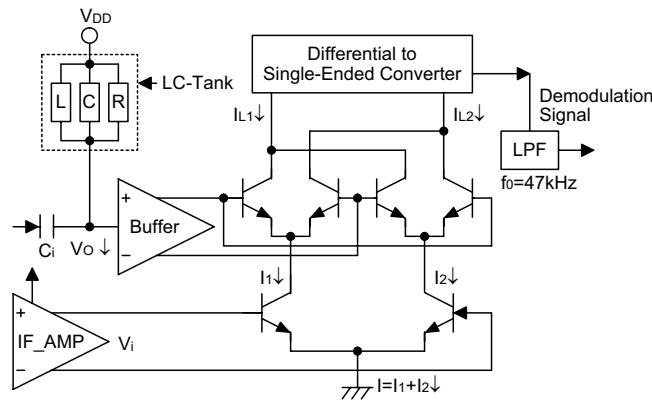 VDD
L
C
R
LC-Tank
Differential to
Single-Ended Converter
IL1↓
IL2↓
Demodulation
Signal
LPF
f0=47kHz
+
Buffer
−
Ci
VO ↓
I1↓
I2↓
+
IF_AMP
−
Vi
I=I1+I2↓